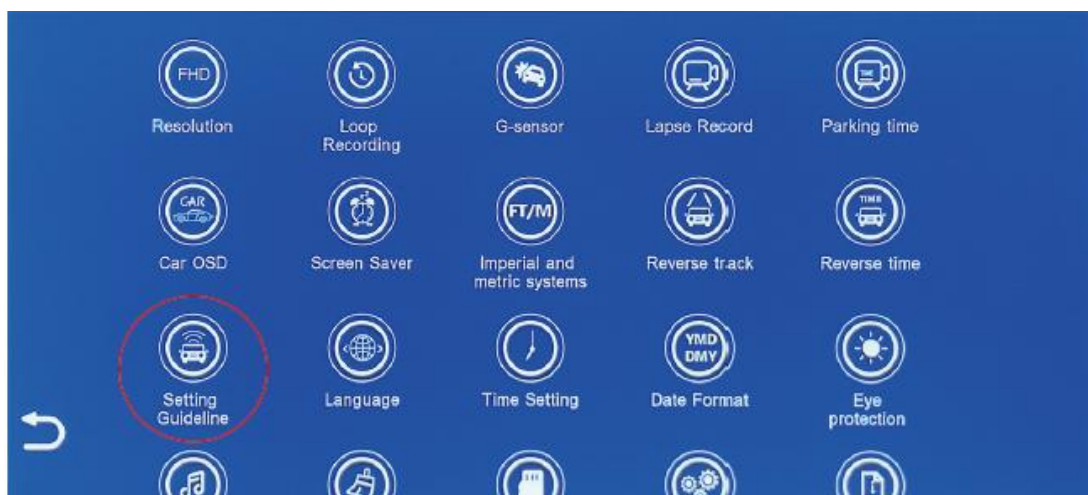 FHD
TIME
Resolution
Loop
Recording
G-sensor
Lapse Record
Parking time
CAR
FT/M
TIME
Car OSD
Screen Saver
Imperial and
metric systems
Reverse track
Reverse time
YMD
DMY
Setting
Guideline
Language
Time Setting
Date Format
Eye
protection